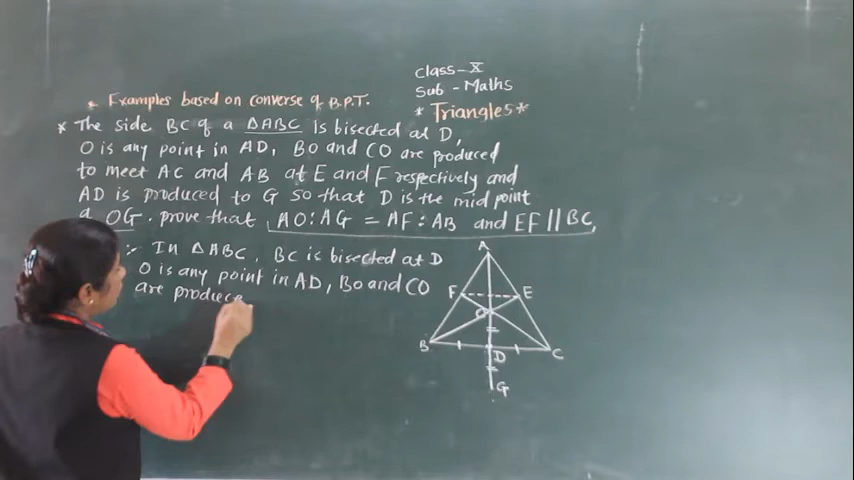 Class-X
Sub - Maths
* Triangles *
* Examples based on converse of B.P.T.
* The side BC of a ΔABC is bisected at D,
O is any point in AD, BO and CO are produced
to meet AC and AB at E and F respectively and
AD is produced to G so that D is the mid point
OG. prove that AO:AG = AF:AB and EF || BC.
:- In ΔABC, BC is bisected at D
O is any point in AD, BO and CO
are produce
A
F E
O
B D C
G